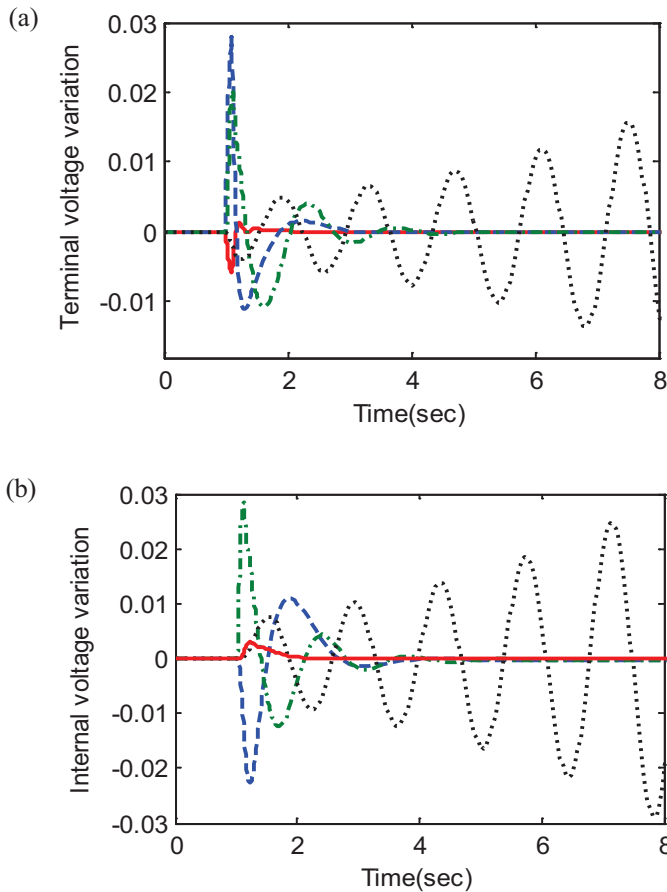 (a)
Terminal voltage variation
0.03
0.02
0.01
0
-0.01
0 2 4 6 8
Time(sec)
(b)
Internal voltage variation
0.03
0.02
0.01
0
-0.01
-0.02
-0.03
0 2 4 6 8
Time(sec)